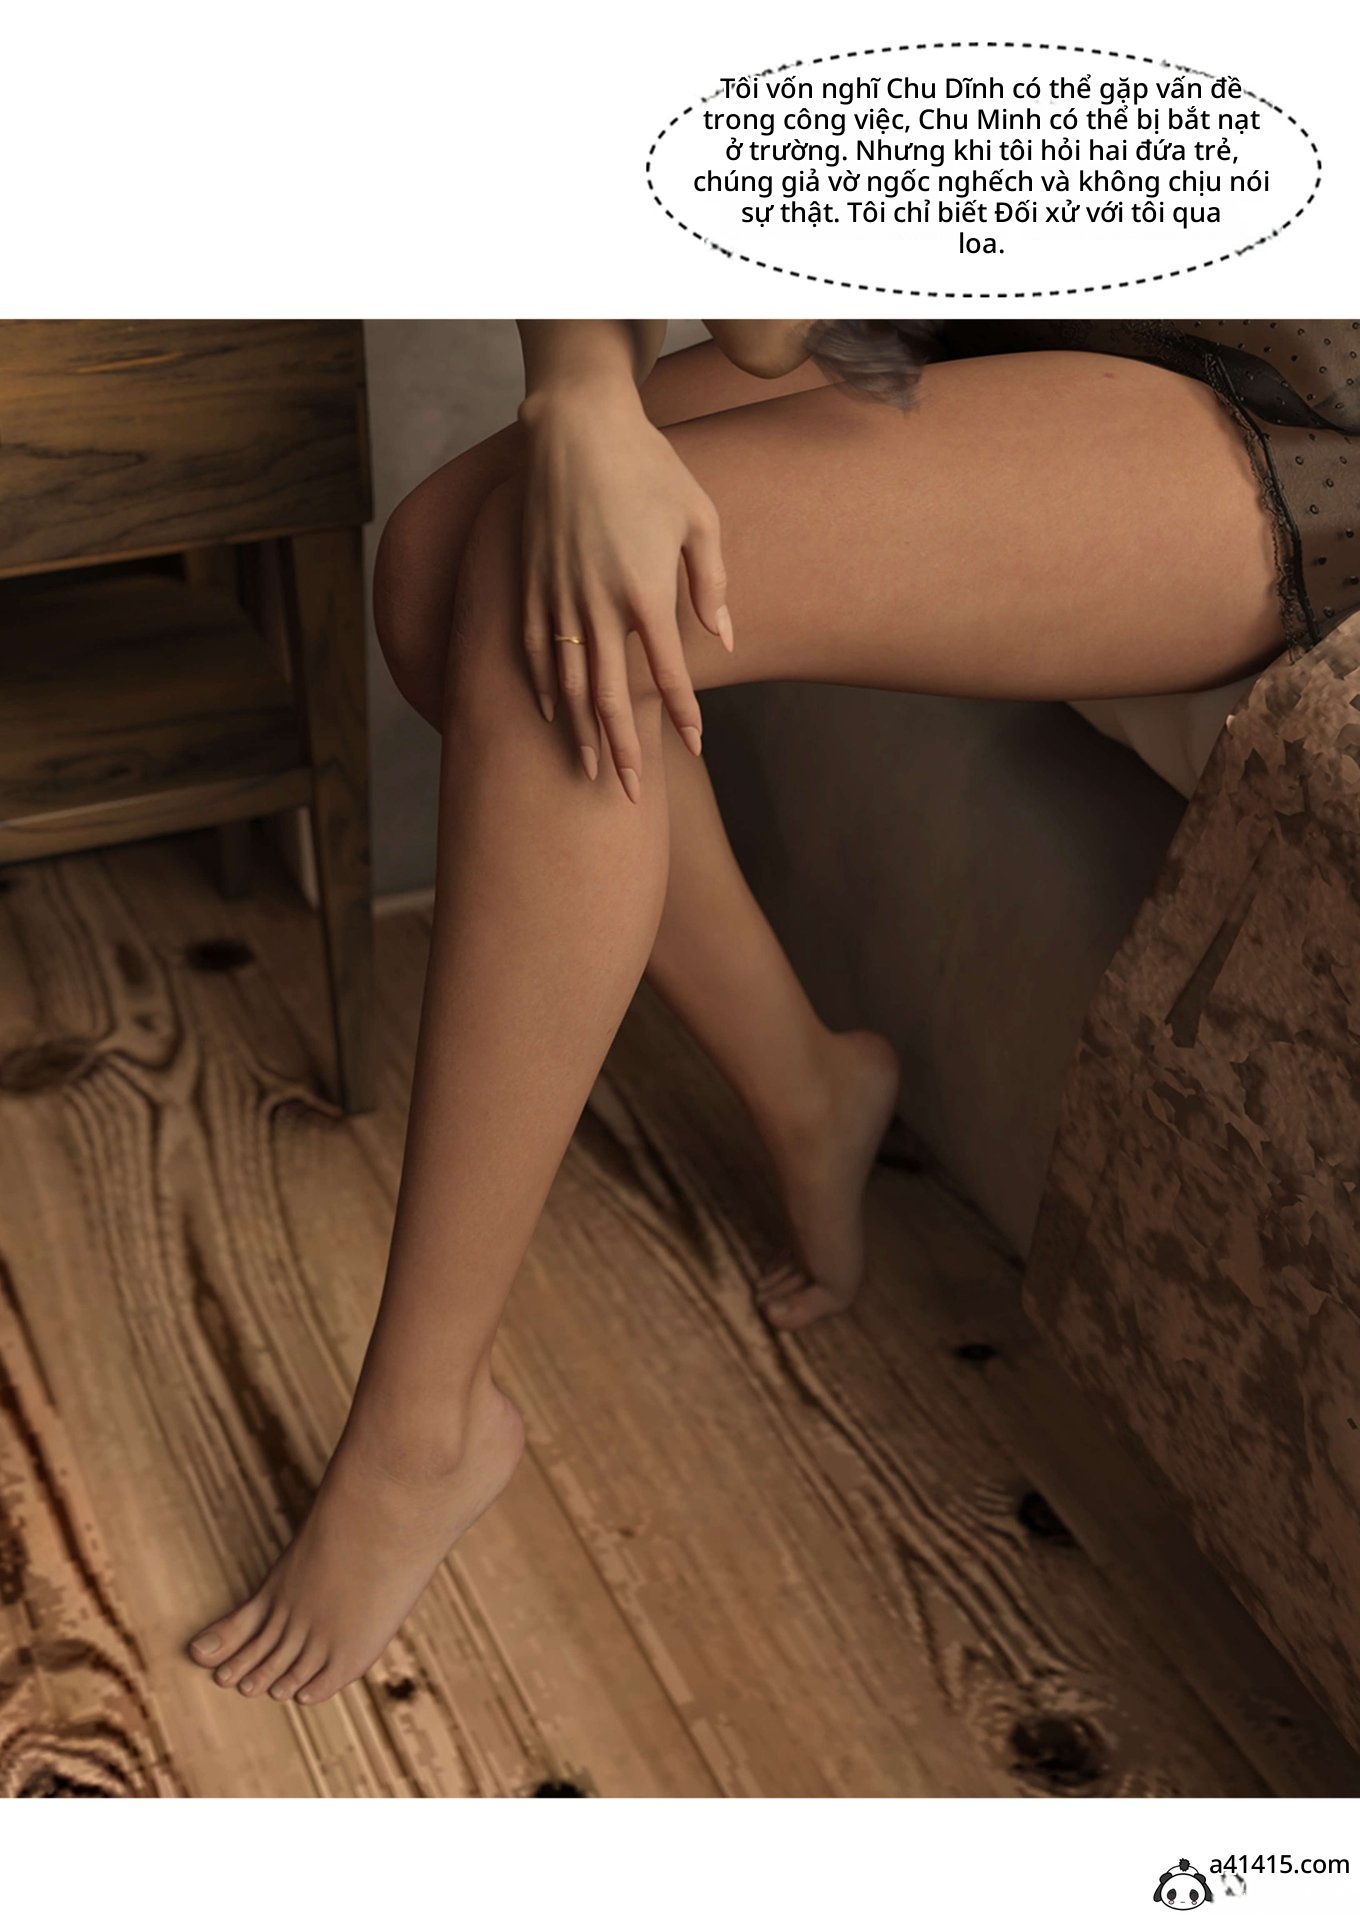 Tôi vốn nghĩ Chu Dĩnh có thể gặp vấn đề
trong công việc, Chu Minh có thể bị bắt nạt
ở trường. Nhưng khi tôi hỏi hai đứa trẻ,
chúng giả vờ ngốc nghếch và không chịu nói
sự thật. Tôi chỉ biết Đối xử với tôi qua
loa.
a41415.com